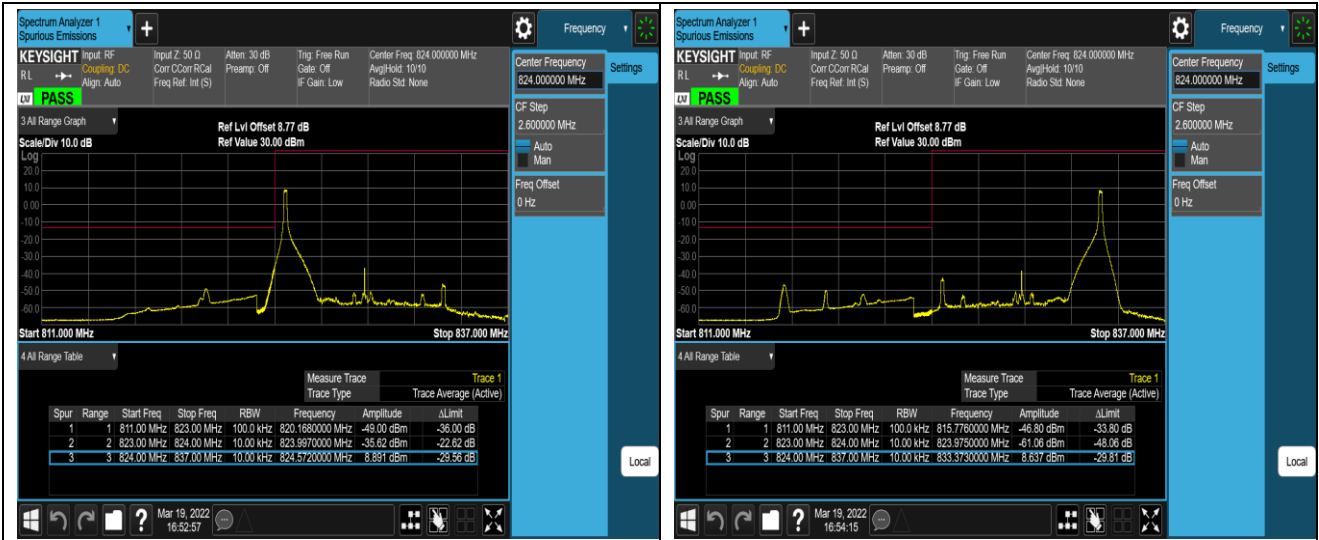 Spectrum Analyzer 1
Spurious Emissions
+
Frequency
KEYSIGHT Input: RF Input Z: 50 Ω Atten: 30 dB Trig: Free Run Center Freq: 824.000000 MHz
Coupling: DC Corr CCorr RCal Preamp: Off Gate: Off Avg|Hold: 10/10
RL Align: Auto Freq Ref: Int (S) IF Gain: Low Radio Std: None
LXI PASS
Center Frequency
824.000000 MHz
Settings
CF Step
2.600000 MHz
Auto
Man
Freq Offset
0 Hz
3 All Range Graph
Ref Lvl Offset 8.77 dB
Scale/Div 10.0 dB Ref Value 30.00 dBm
Log
20.0
10.0
0.00
-10.0
-20.0
-30.0
-40.0
-50.0
-60.0
Start 811.000 MHz Stop 837.000 MHz
4 All Range Table
Measure Trace Trace 1
Trace Type Trace Average (Active)
Spur Range Start Freq Stop Freq RBW Frequency Amplitude ΔLimit
1 1 811.00 MHz 823.00 MHz 100.0 kHz 820.1680000 MHz -49.00 dBm -36.00 dB
2 2 823.00 MHz 824.00 MHz 10.00 kHz 823.9970000 MHz -35.62 dBm -22.62 dB
3 3 824.00 MHz 837.00 MHz 10.00 kHz 824.5720000 MHz 8.891 dBm -29.56 dB
Local
?
Mar 19, 2022
16:52:57
Spectrum Analyzer 1
Spurious Emissions
+
Frequency
KEYSIGHT Input: RF Input Z: 50 Ω Atten: 30 dB Trig: Free Run Center Freq: 824.000000 MHz
Coupling: DC Corr CCorr RCal Preamp: Off Gate: Off Avg|Hold: 10/10
RL Align: Auto Freq Ref: Int (S) IF Gain: Low Radio Std: None
LXI PASS
Center Frequency
824.000000 MHz
Settings
CF Step
2.600000 MHz
Auto
Man
Freq Offset
0 Hz
3 All Range Graph
Ref Lvl Offset 8.77 dB
Scale/Div 10.0 dB Ref Value 30.00 dBm
Log
20.0
10.0
0.00
-10.0
-20.0
-30.0
-40.0
-50.0
-60.0
Start 811.000 MHz Stop 837.000 MHz
4 All Range Table
Measure Trace Trace 1
Trace Type Trace Average (Active)
Spur Range Start Freq Stop Freq RBW Frequency Amplitude ΔLimit
1 1 811.00 MHz 823.00 MHz 100.0 kHz 815.7760000 MHz -46.80 dBm -33.80 dB
2 2 823.00 MHz 824.00 MHz 10.00 kHz 823.9750000 MHz -61.06 dBm -48.06 dB
3 3 824.00 MHz 837.00 MHz 10.00 kHz 833.3730000 MHz 8.637 dBm -29.81 dB
Local
?
Mar 19, 2022
16:54:15